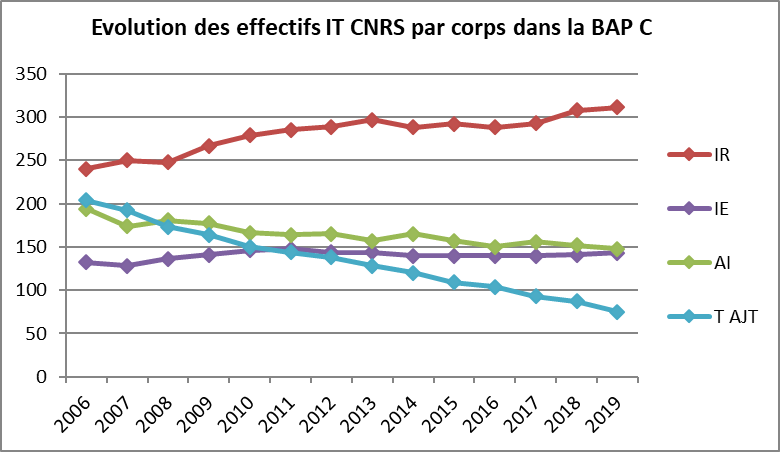 Evolution des effectifs IT CNRS par corps dans la BAP C
350
300
250
200
150
100
50
0
2006 2007 2008 2009 2010 2011 2012 2013 2014 2015 2016 2017 2018 2019
IR
IE
AI
T AJT